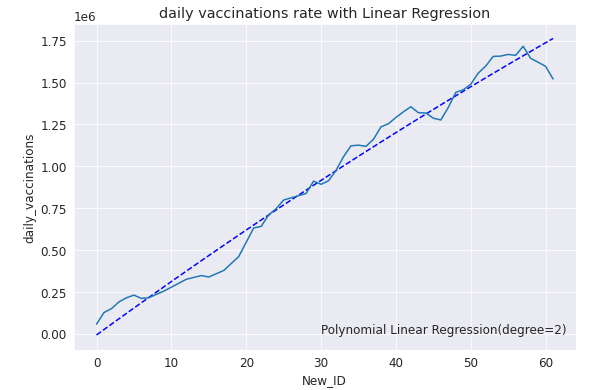 daily vaccinations rate with Linear Regression
1e6
1.75
1.50
1.25
1.00
0.75
0.50
0.25
0.00
daily_vaccinations
Polynomial Linear Regression(degree=2)
0 10 20 30 40 50 60
New_ID